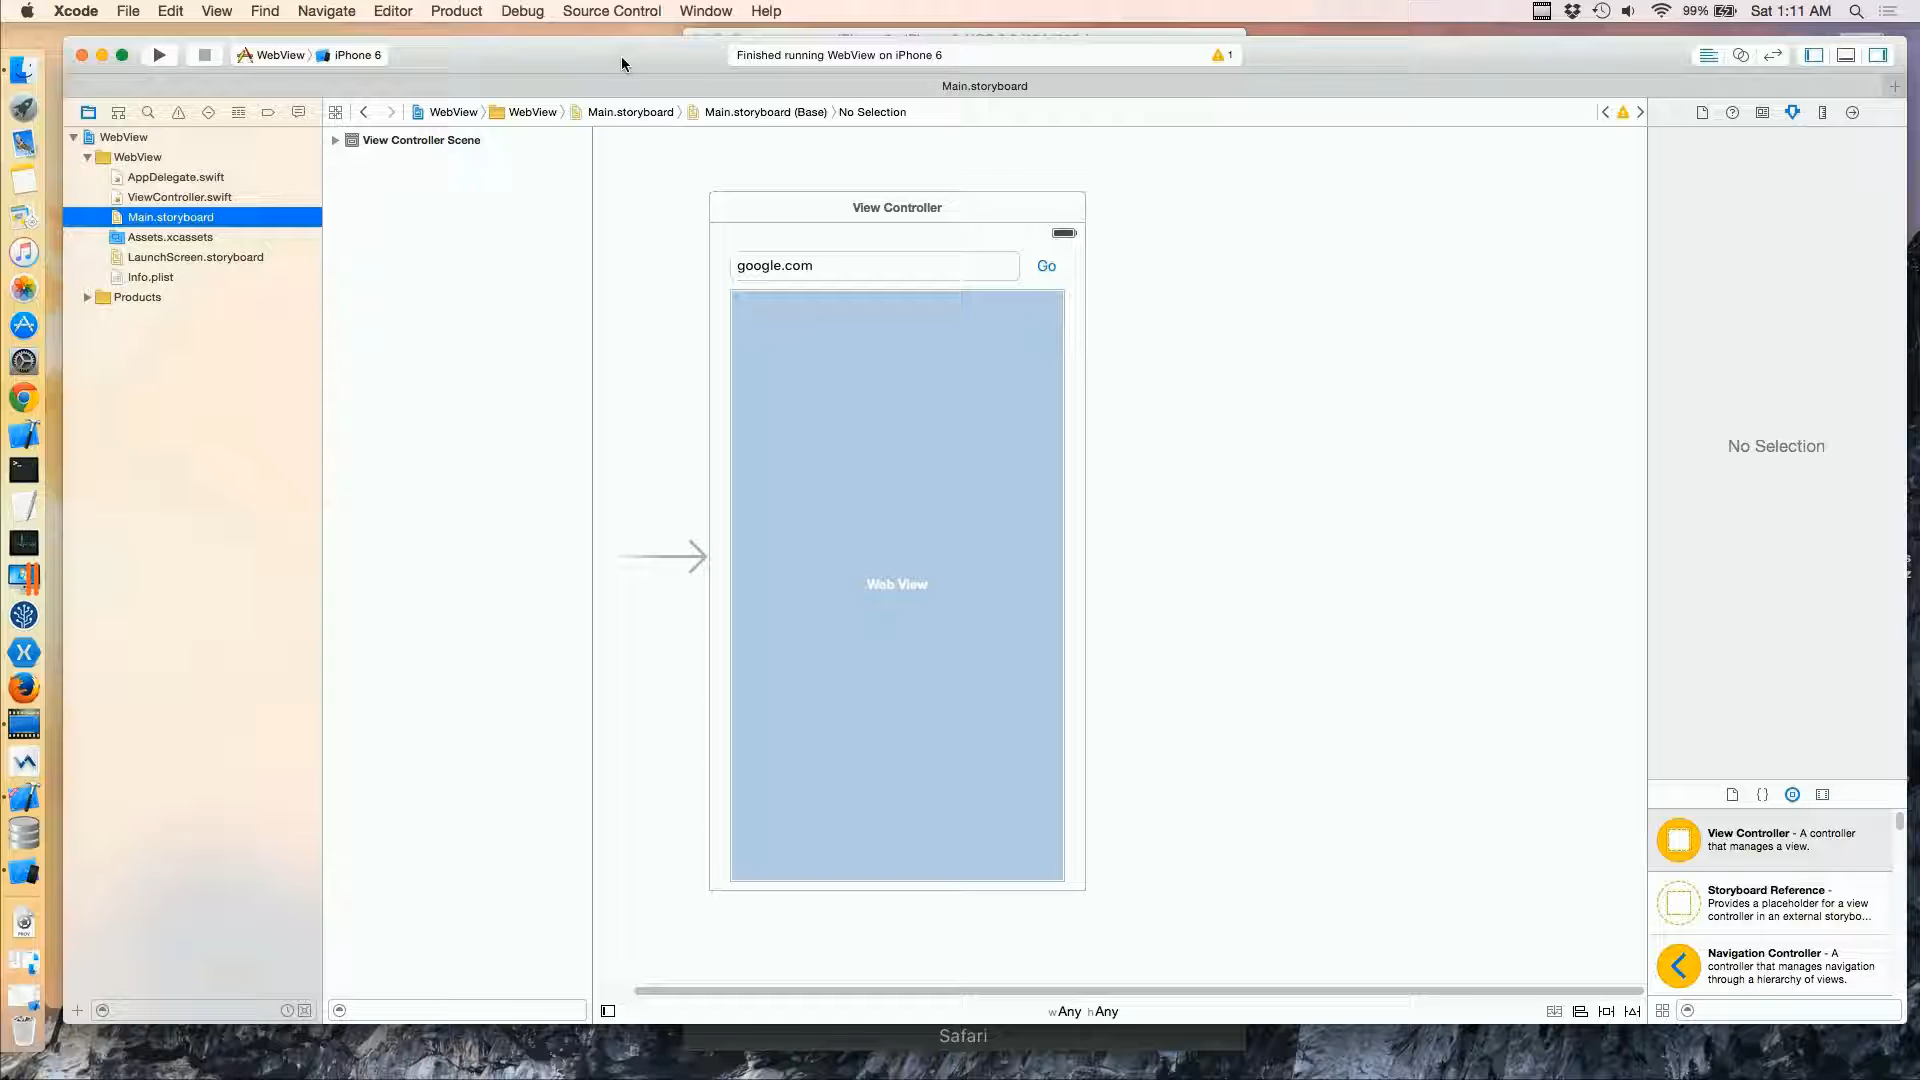 Xcode File Edit View Find Navigate Editor Product Debug Source Control Window Help 99% Sat 1:11 AM
WebView iPhone 6 Finished running WebView on iPhone 6 1
Main.storyboard
WebView WebView Main.storyboard Main.storyboard (Base) No Selection
WebView
WebView
AppDelegate.swift
ViewController.swift
Main.storyboard
Assets.xcassets
LaunchScreen.storyboard
Info.plist
Products
View Controller Scene
View Controller
google.com Go
Web View
No Selection
View Controller - A controller
that manages a view.
Storyboard Reference -
Provides a placeholder for a view
controller in an external storybo...
Navigation Controller - A
controller that manages navigation
through a hierarchy of views.
wAny hAny
PROV
Safari